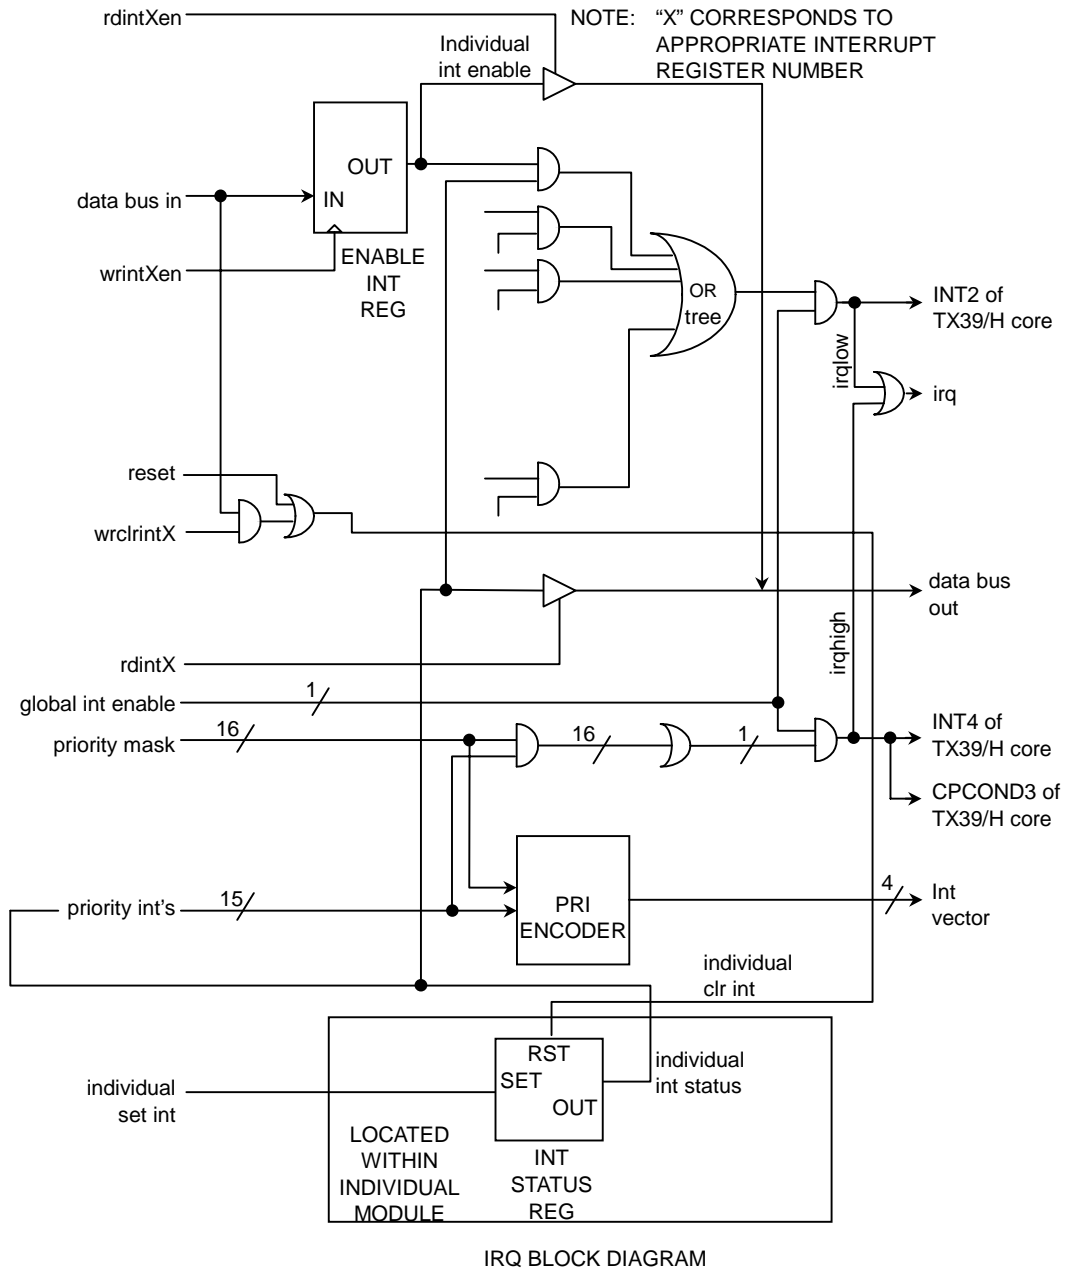 rdintXen
NOTE: “X” CORRESPONDS TO
APPROPRIATE INTERRUPT
REGISTER NUMBER
Individual
int enable
OUT
IN
data bus in
wrintXen
ENABLE
INT
REG
OR
tree
INT2 of
TX39/H core
irqlow
irq
reset
wrclrintX
data bus
out
irqhigh
rdintX
global int enable
1
priority mask
16
16
1
INT4 of
TX39/H core
CPCOND3 of
TX39/H core
priority int's
15
PRI
ENCODER
4
Int
vector
individual
clr int
RST
SET
OUT
individual
int status
individual
set int
LOCATED
WITHIN
INDIVIDUAL
MODULE
INT
STATUS
REG
IRQ BLOCK DIAGRAM